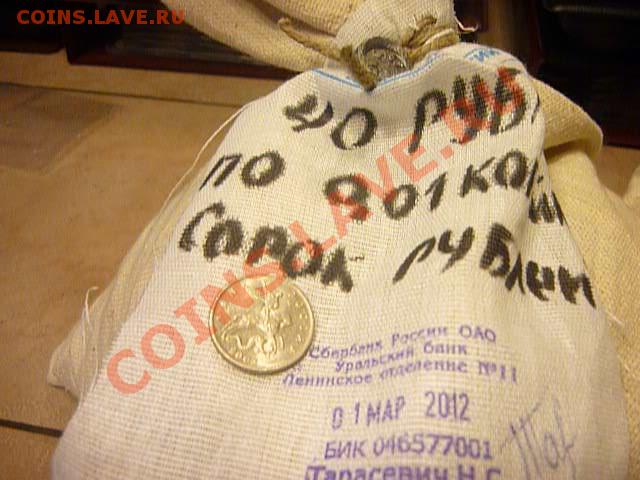 COINS.LAVE.RU
40 РУБ
ПО 0.01 КОП
СОРОК РУБЛЕЙ
COINS.LAVE.RU
Сбербанк России ОАО
Уральский банк
Ленинское отделение №11
01 МАР 2012
БИК 046577001
Тарасевич Н.С.